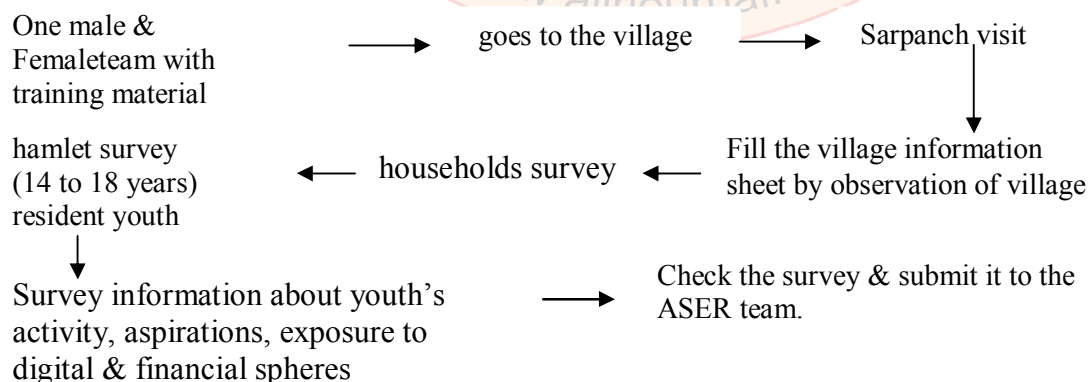 One male &
Femaleteam with
training material
goes to the village
Sarpanch visit
Fill the village information
sheet by observation of village
households survey
hamlet survey
(14 to 18 years)
resident youth
Survey information about youth's
activity, aspirations, exposure to
digital & financial spheres
Check the survey & submit it to the
ASER team.